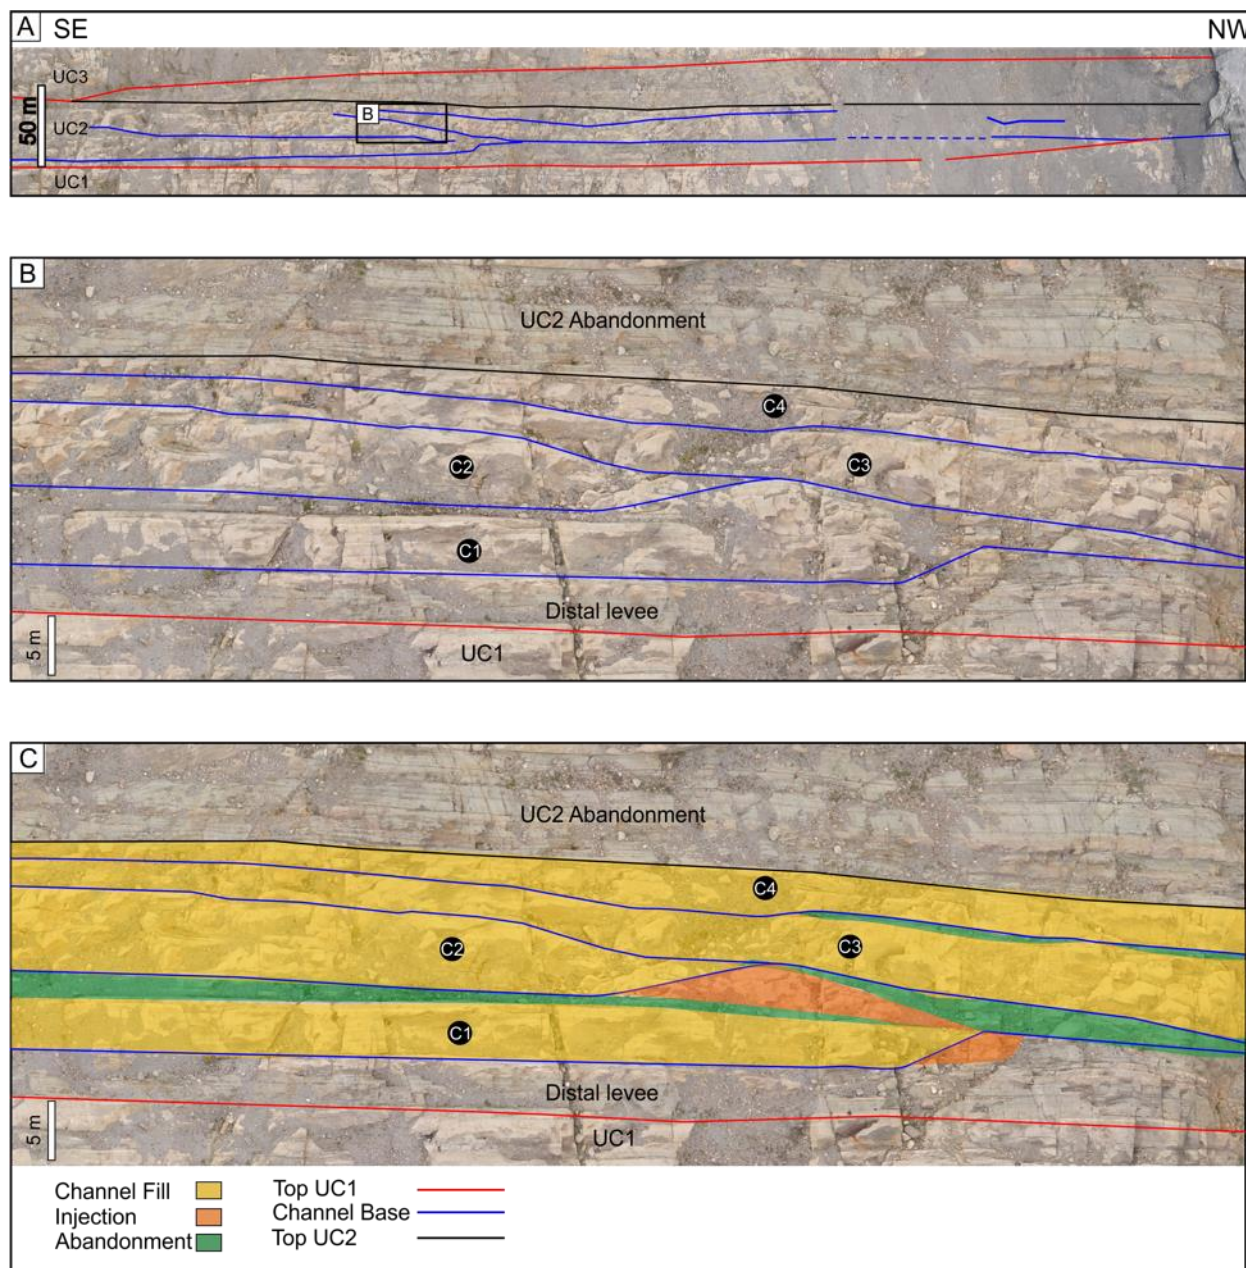 A SE NW
UC3
50 m
B
UC2
UC1
B
UC2 Abandonment
C4
C2 C3
C1
Distal levee
5 m
UC1
C
UC2 Abandonment
C4
C2 C3
C1
Distal levee
5 m
UC1
Channel Fill Top UC1
Injection Channel Base
Abandonment Top UC2